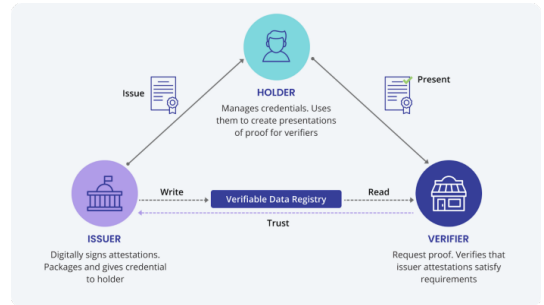 Issue
Present
HOLDER
Manages credentials. Uses
them to create presentations
of proof for verifiers
Write
Verifiable Data Registry
Read
Trust
ISSUER
Digitally signs attestations.
Packages and gives credential
to holder
VERIFIER
Request proof. Verifies that
issuer attestations satisfy
requirements